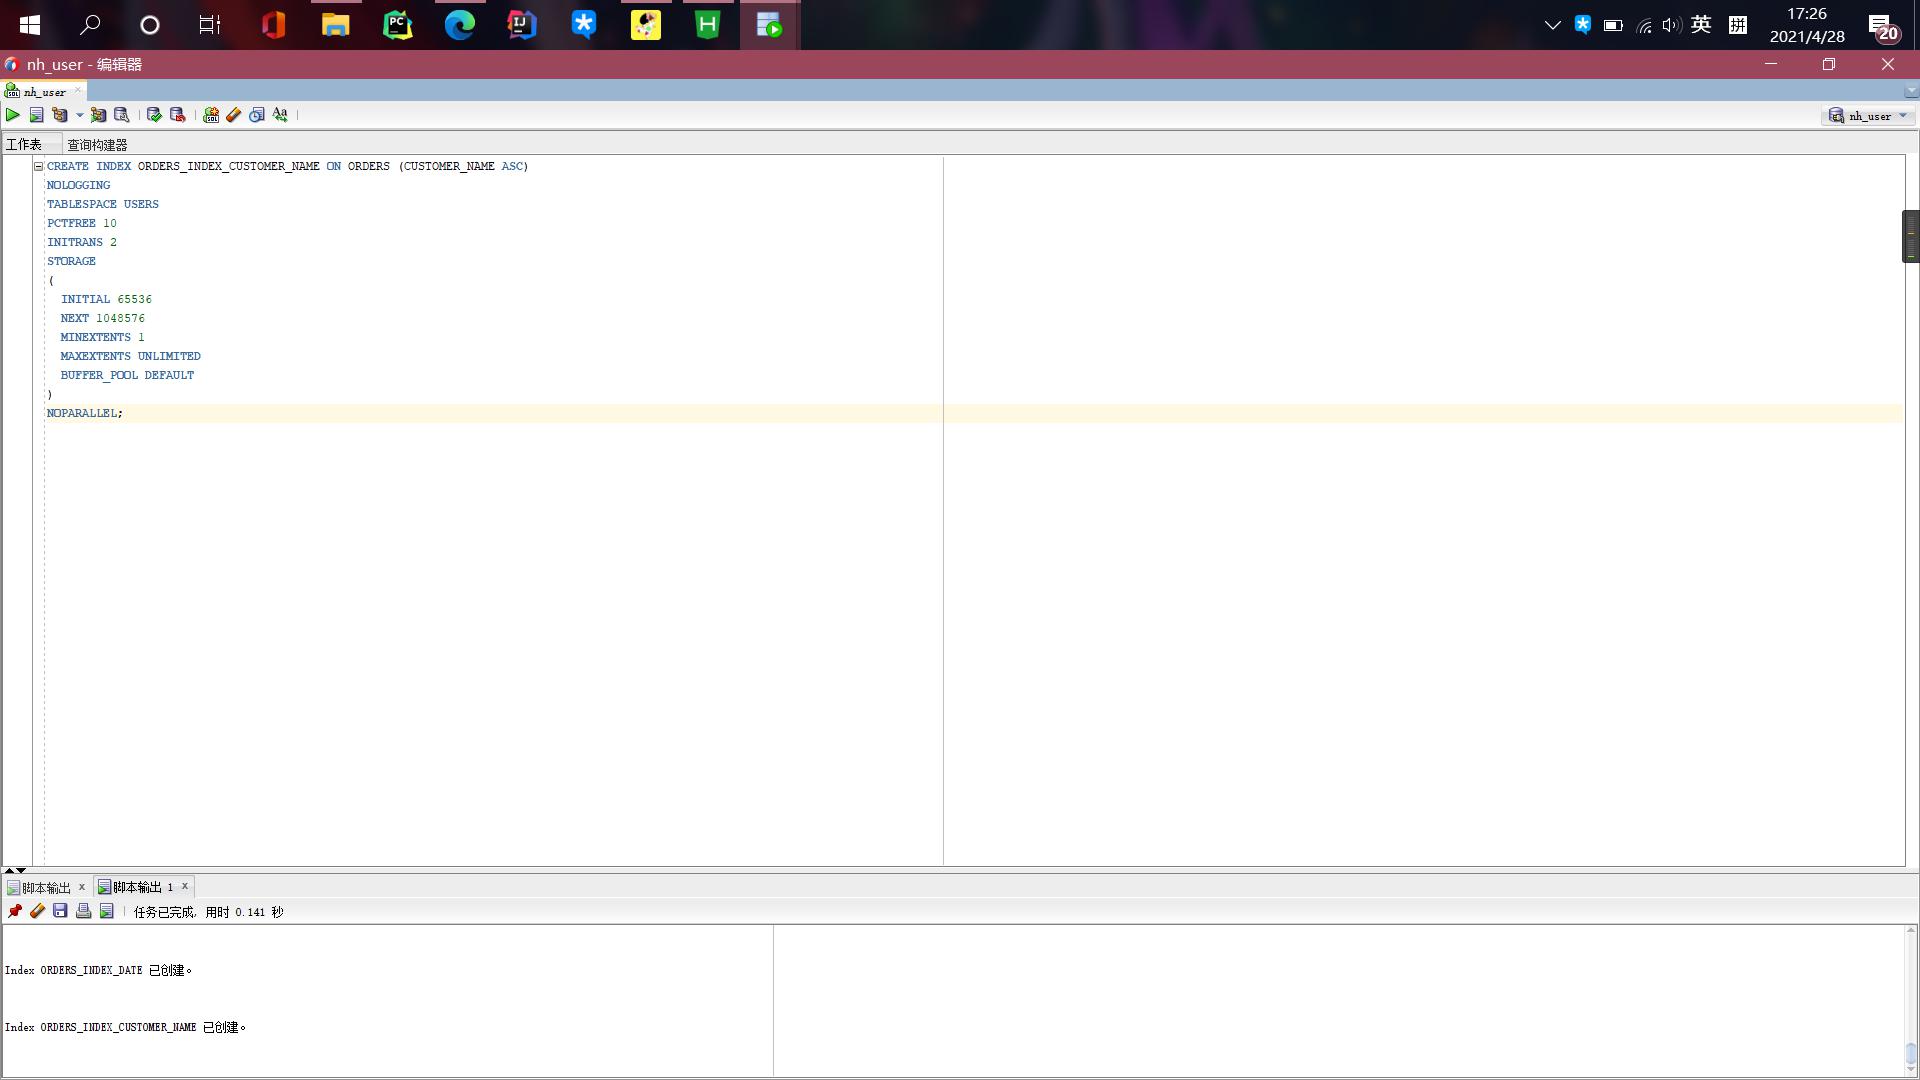 PC
IJ
H
英
拼
17:26
2021/4/28
20
nh_user - 编辑器
nh_user
nh_user
工作表
查询构建器
CREATE INDEX ORDERS_INDEX_CUSTOMER_NAME ON ORDERS (CUSTOMER_NAME ASC)
NOLOGGING
TABLESPACE USERS
PCTFREE 10
INITRANS 2
STORAGE
(
INITIAL 65536
NEXT 1048576
MINEXTENTS 1
MAXEXTENTS UNLIMITED
BUFFER_POOL DEFAULT
)
NOPARALLEL;
脚本输出 x
脚本输出 1 x
任务已完成, 用时 0.141 秒
Index ORDERS_INDEX_DATE 已创建。
Index ORDERS_INDEX_CUSTOMER_NAME 已创建。